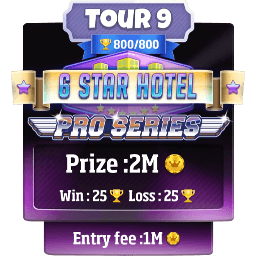 TOUR 9
800/800
6 STAR HOTEL
PRO SERIES
Prize :2M
Win : 25 Loss : 25
Entry fee :1M